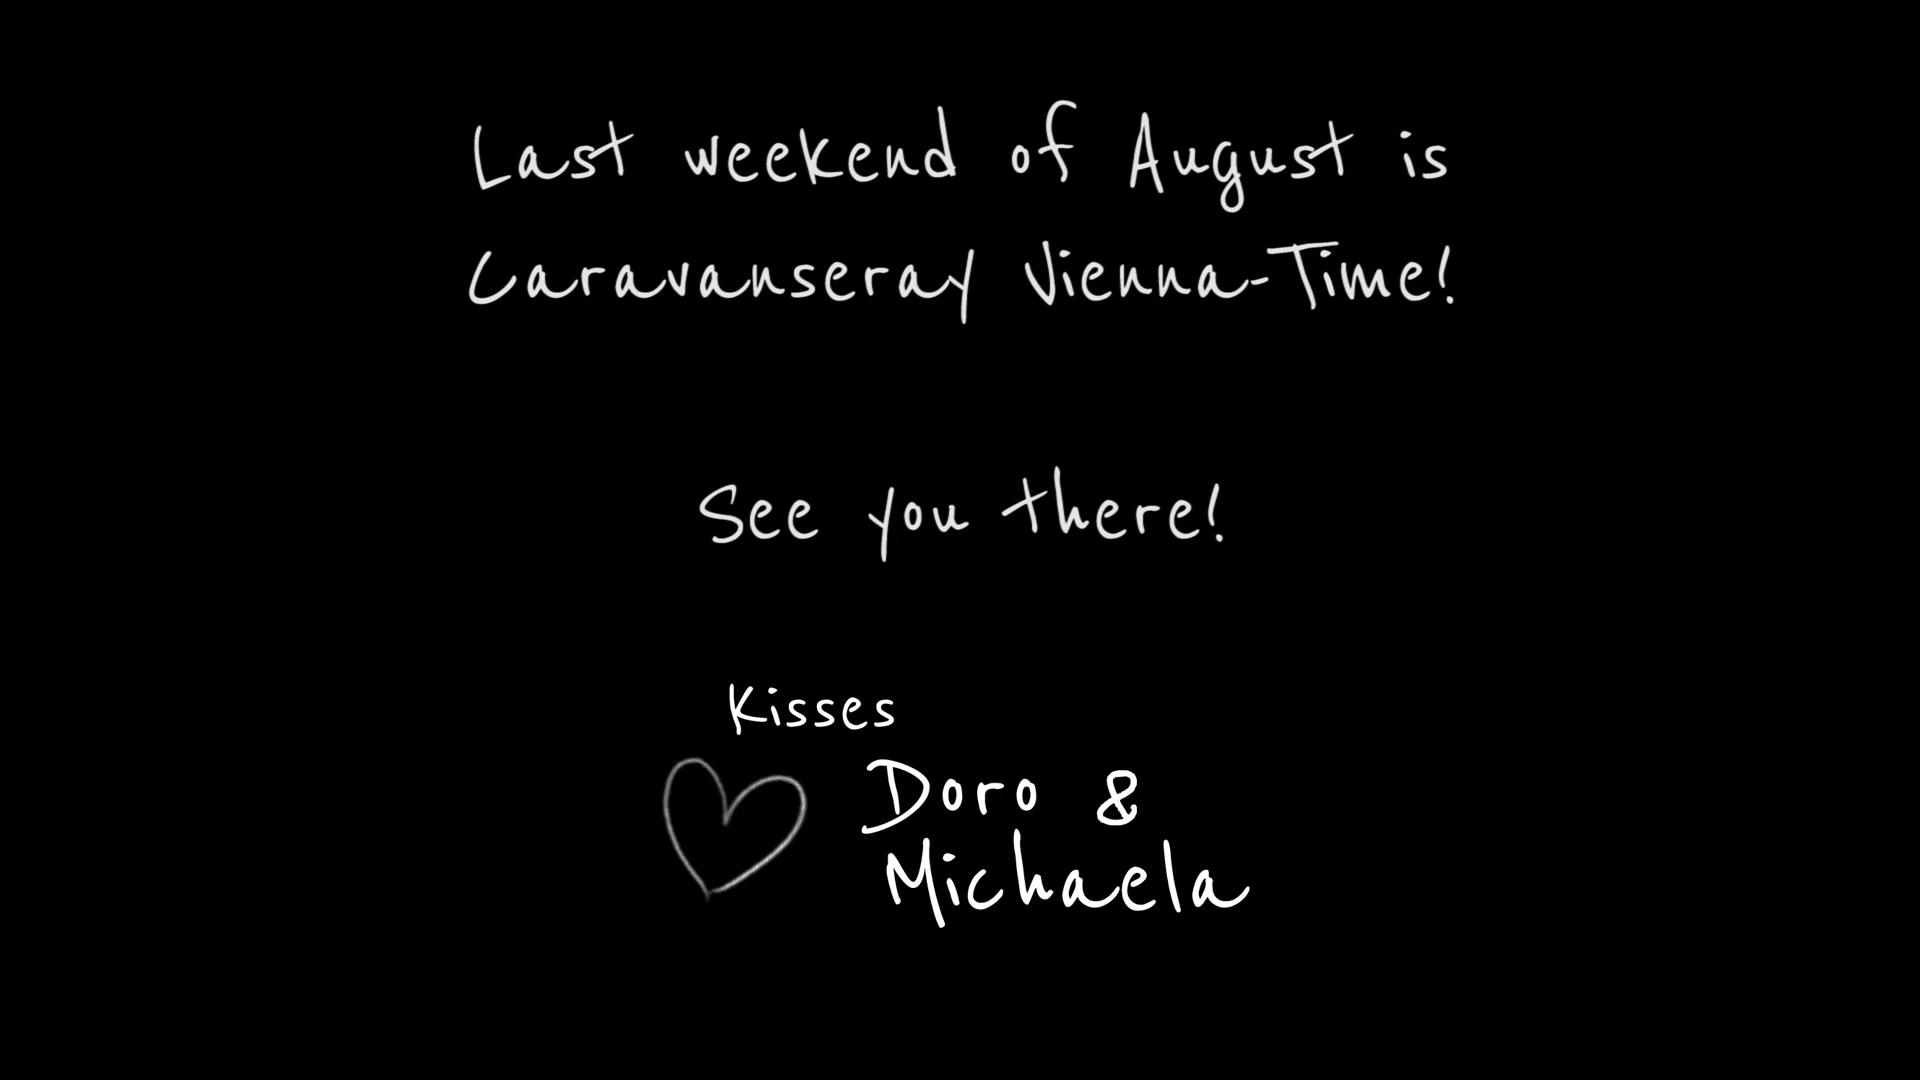 Last weekend of August is
Caravanseray Vienna-Time!
See you there!
Kisses
Doro &
Michaela